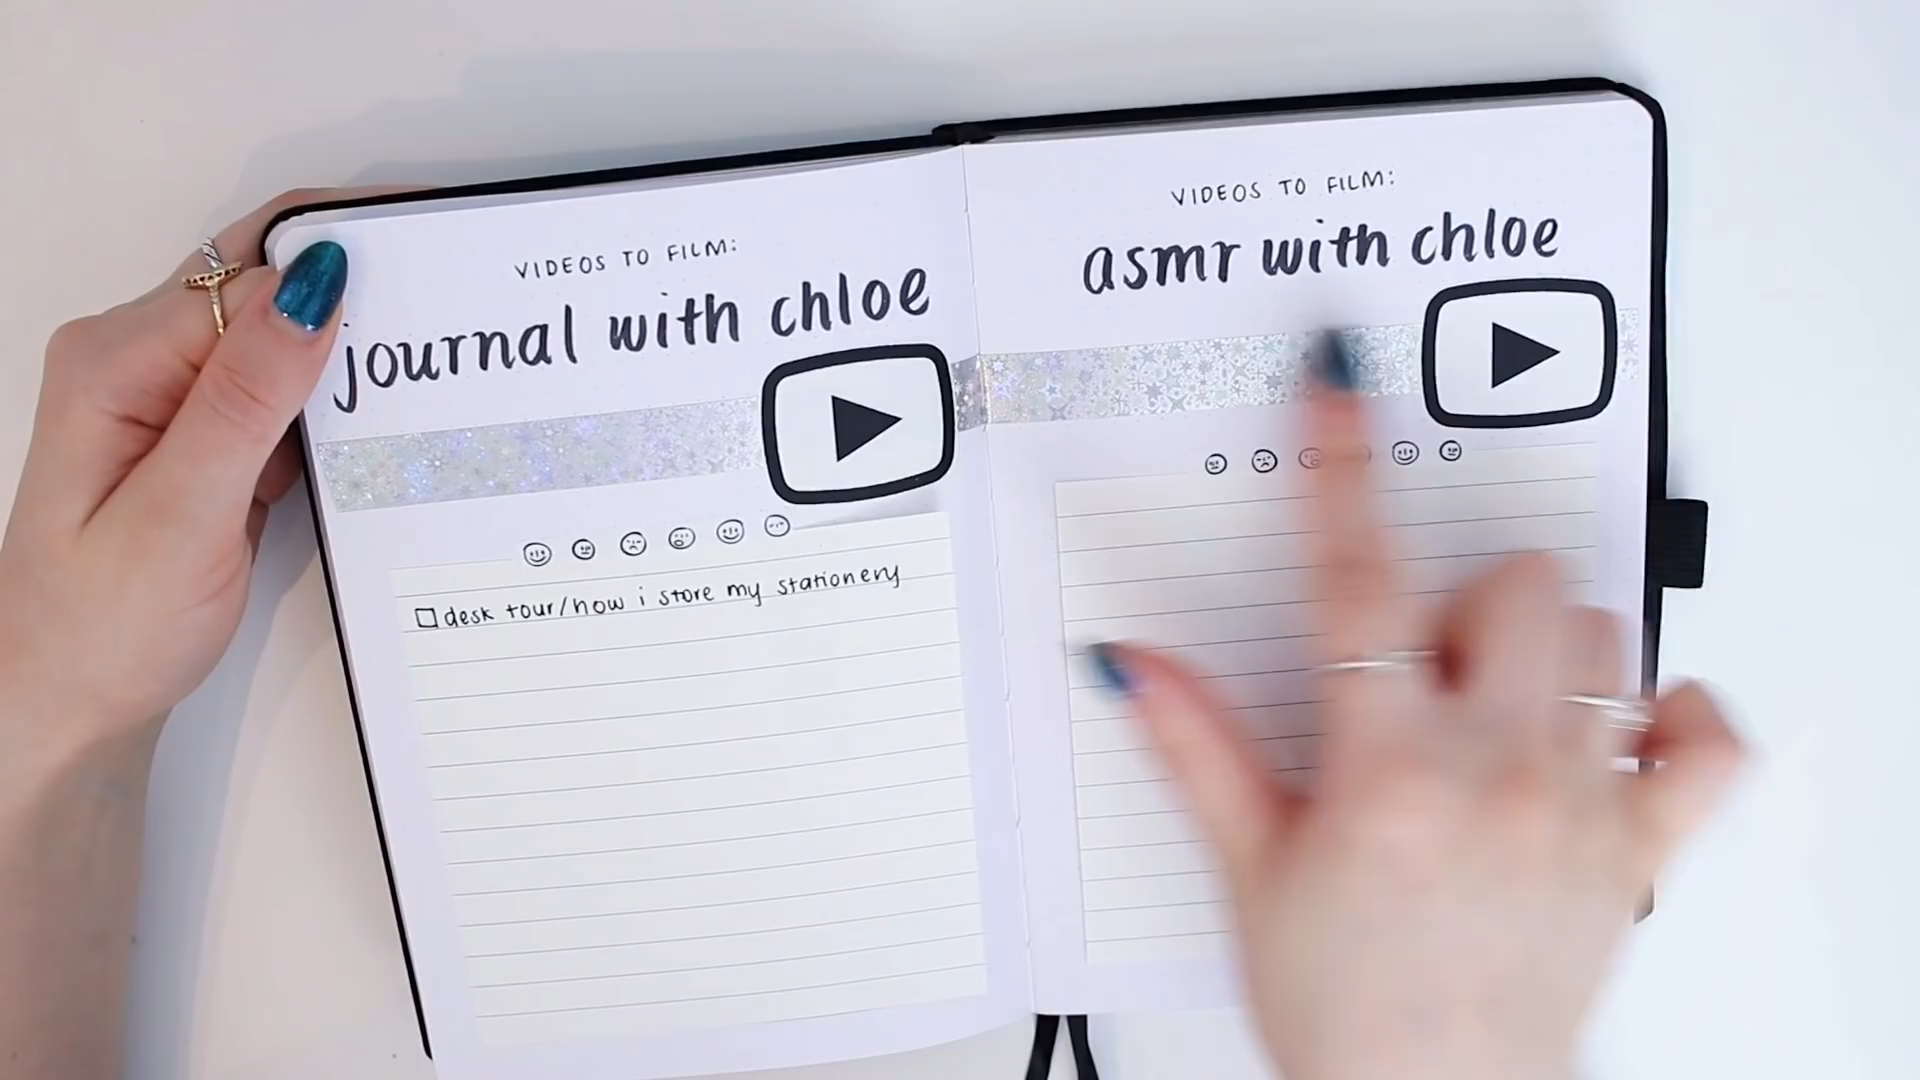 VIDEOS TO FILM:
journal with chloe
desk tour/how i store my stationery
VIDEOS TO FILM:
asmr with chloe